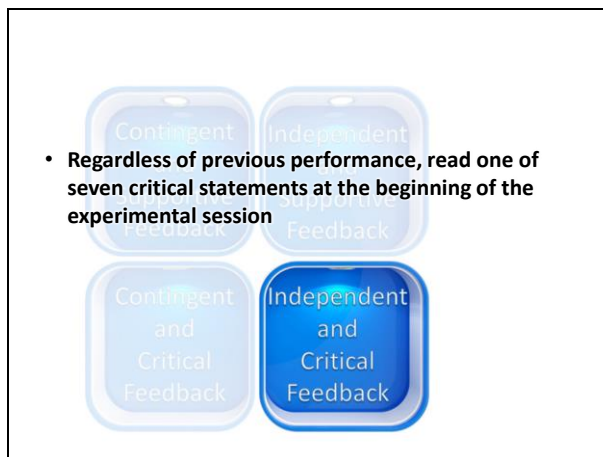 Contingent
and
Supportive
Feedback
Independent
and
Supportive
Feedback
• Regardless of previous performance, read one of
seven critical statements at the beginning of the
experimental session
Contingent
and
Critical
Feedback
Independent
and
Critical
Feedback